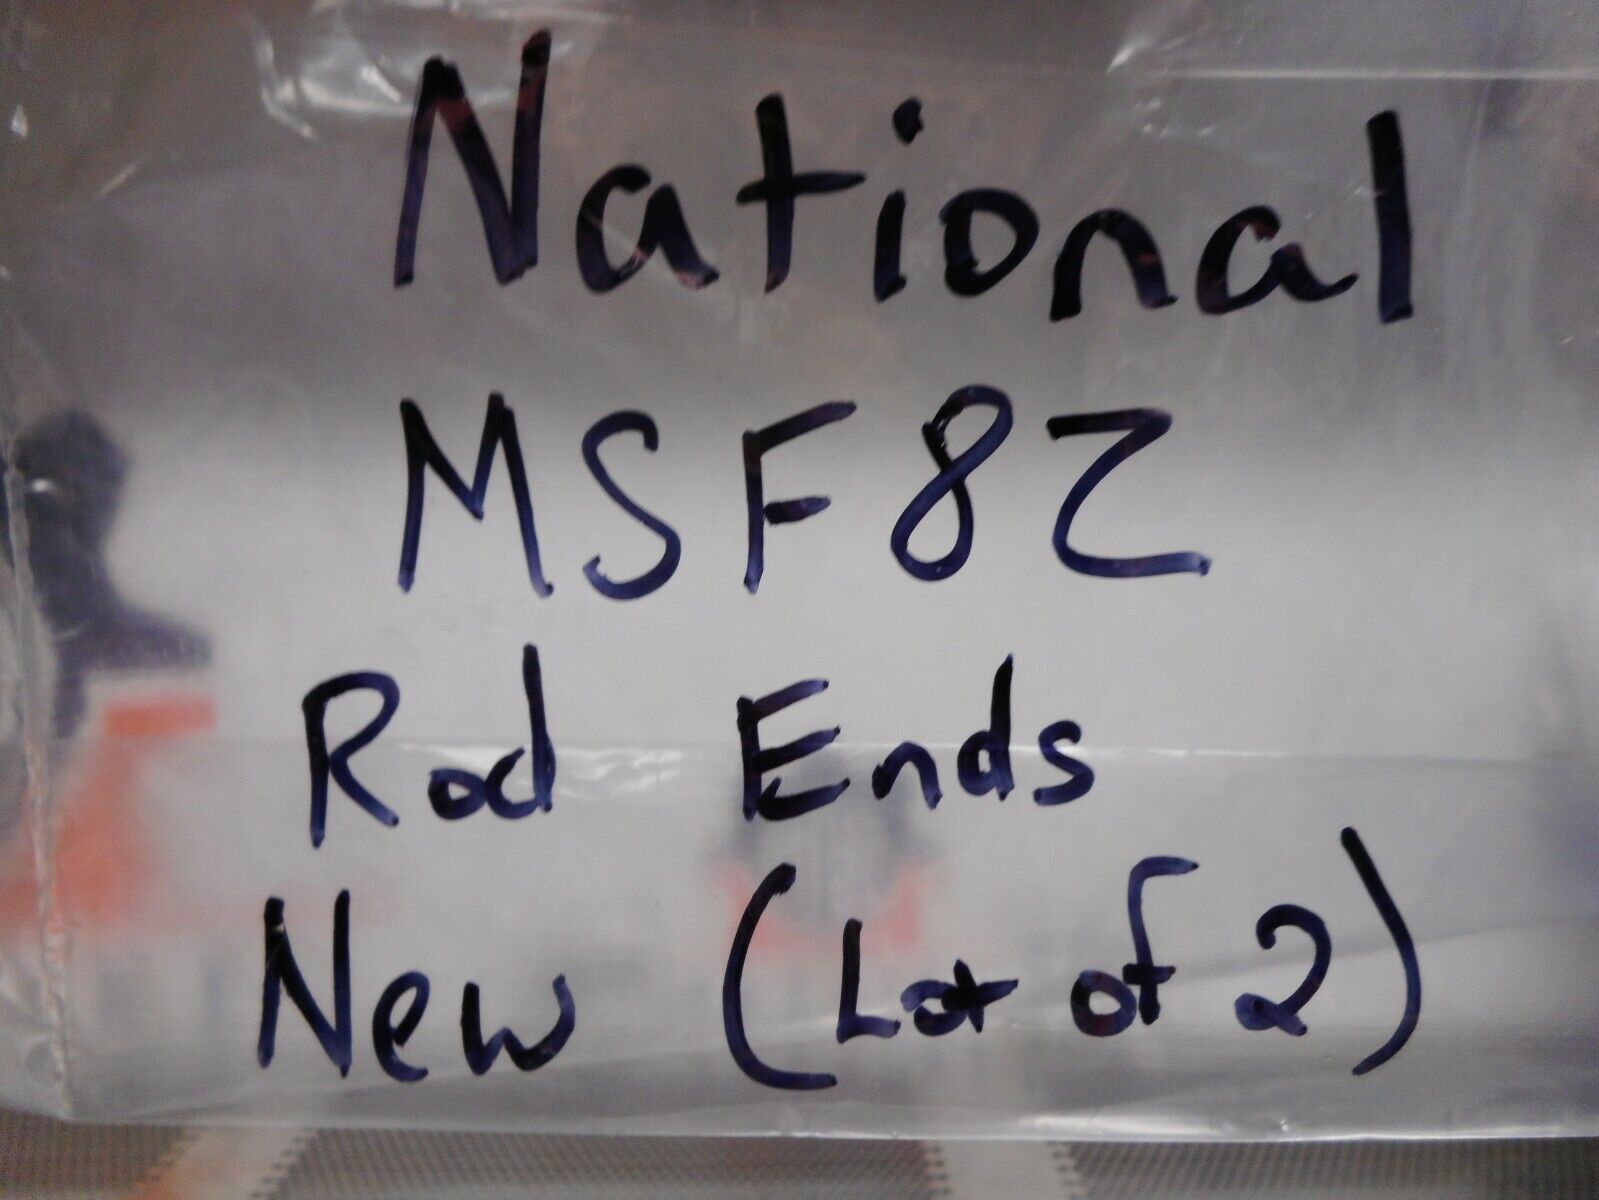 National
MSF8Z
Rod Ends
New (Lot of 2)